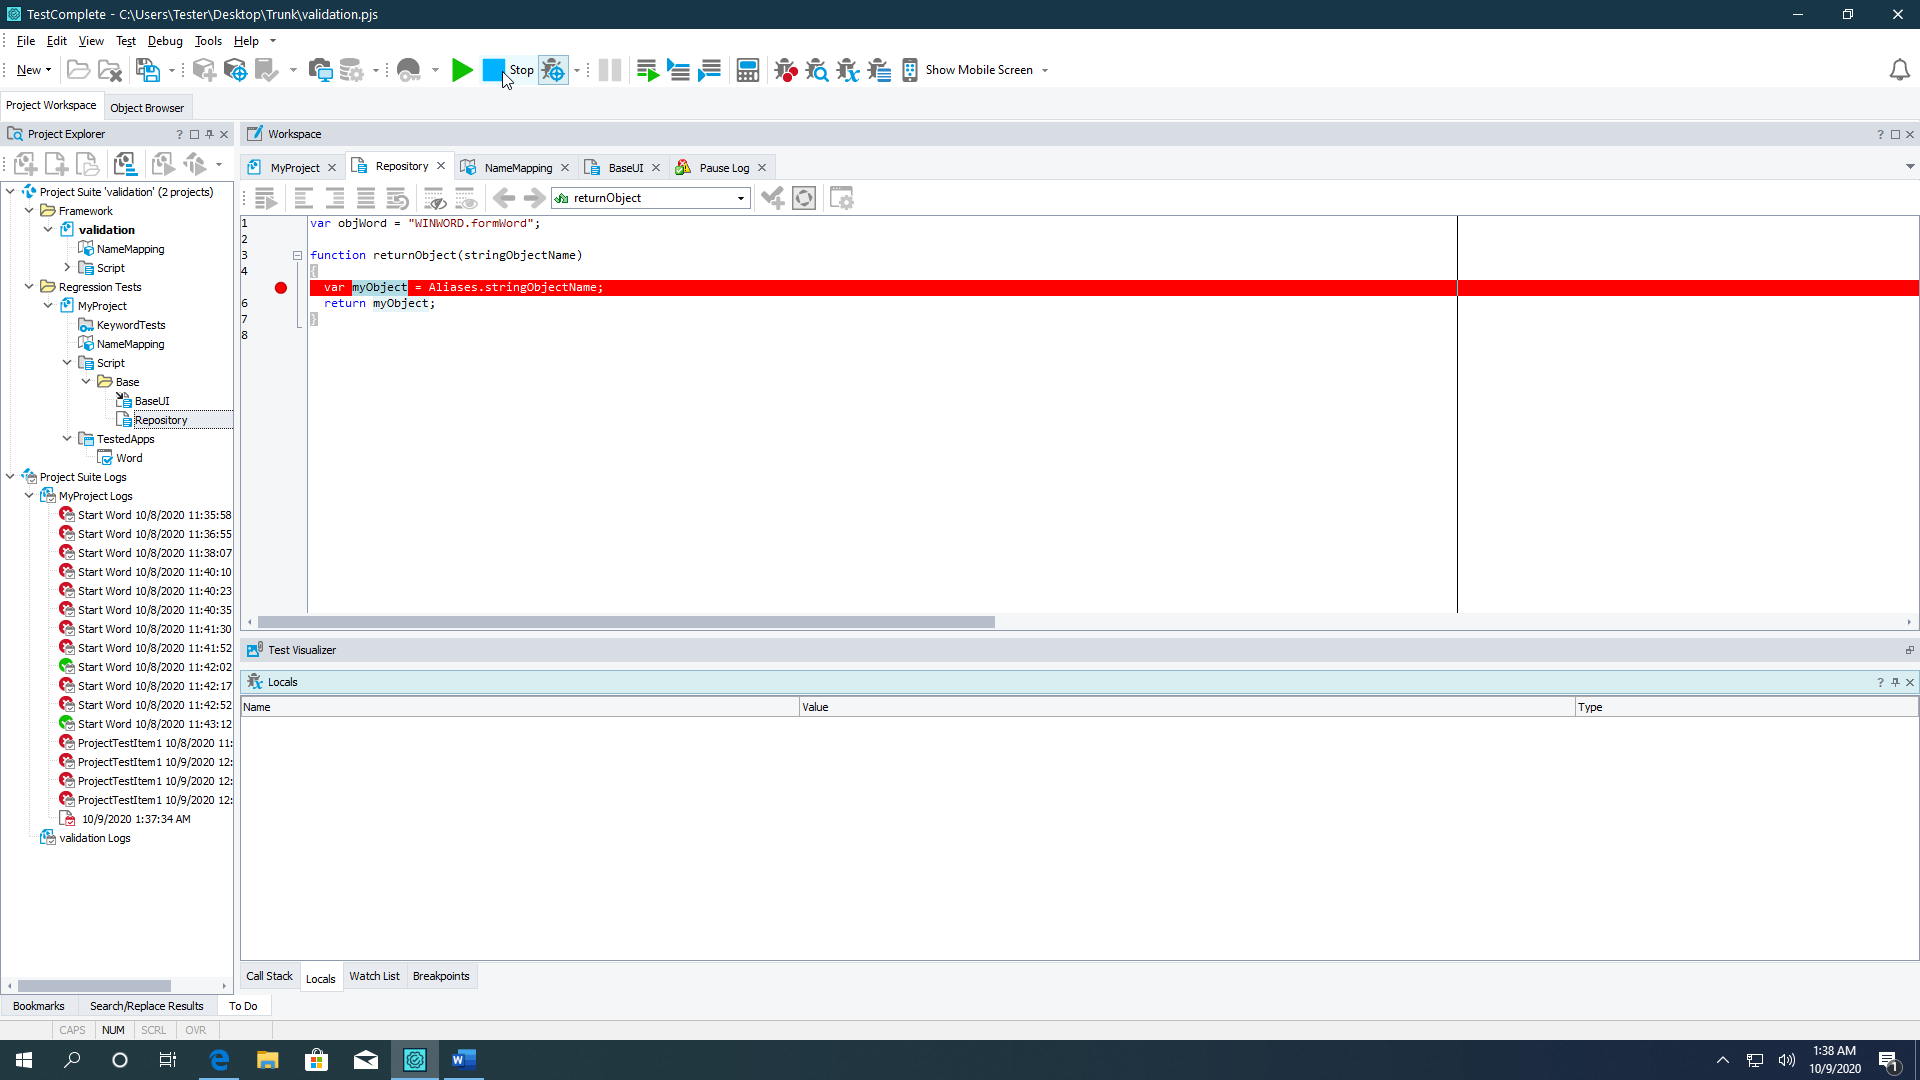 TestComplete - C:\Users\Tester\Desktop\Trunk\validation.pjs
File Edit View Test Debug Tools Help
New Stop Show Mobile Screen
Project Workspace Object Browser
Project Explorer ?
Workspace ?
MyProject Repository NameMapping BaseUI Pause Log
returnObject
Project Suite 'validation' (2 projects)
Framework
validation
NameMapping
Script
Regression Tests
MyProject
KeywordTests
NameMapping
Script
Base
BaseUI
Repository
TestedApps
Word
Project Suite Logs
MyProject Logs
Start Word 10/8/2020 11:35:58
Start Word 10/8/2020 11:36:55
Start Word 10/8/2020 11:38:07
Start Word 10/8/2020 11:40:10
Start Word 10/8/2020 11:40:23
Start Word 10/8/2020 11:40:35
Start Word 10/8/2020 11:41:30
Start Word 10/8/2020 11:41:52
Start Word 10/8/2020 11:42:02
Start Word 10/8/2020 11:42:17
Start Word 10/8/2020 11:42:52
Start Word 10/8/2020 11:43:12
ProjectTestItem1 10/8/2020 11:
ProjectTestItem1 10/9/2020 12:
ProjectTestItem1 10/9/2020 12:
ProjectTestItem1 10/9/2020 12:
10/9/2020 1:37:34 AM
validation Logs
1 var objWord = "WINWORD.formWord";
2
3 function returnObject(stringObjectName)
4 {
var myObject = Aliases.stringObjectName;
6 return myObject;
7 }
8
Test Visualizer
Locals ?
Name Value Type
Call Stack Locals Watch List Breakpoints
Bookmarks Search/Replace Results To Do
CAPS NUM SCRL OVR
1:38 AM
10/9/2020
1